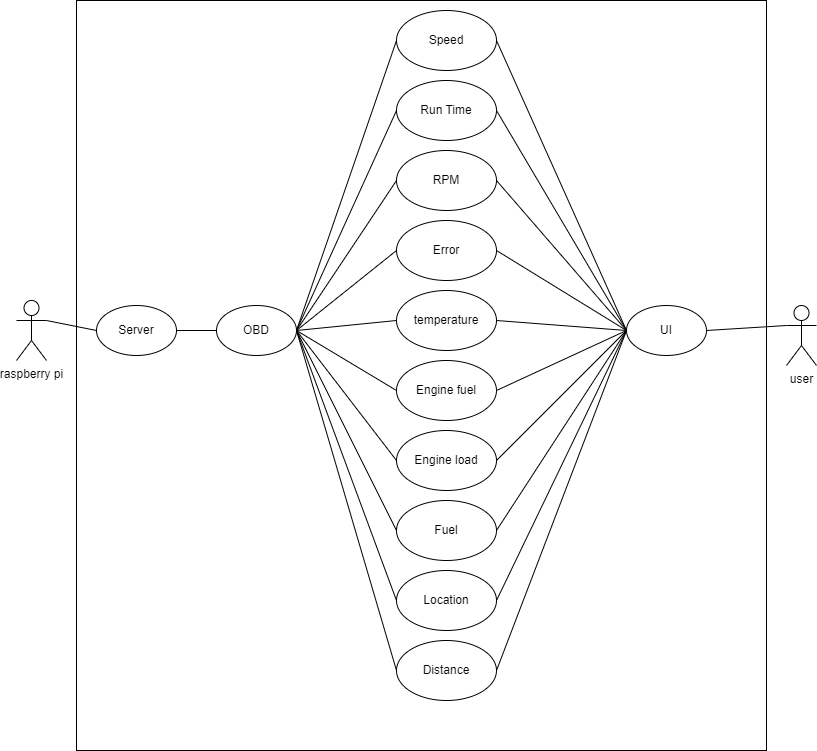 Speed
Run Time
RPM
Error
temperature
Engine fuel
Engine load
Fuel
Location
Distance
Server
OBD
UI
raspberry pi
user